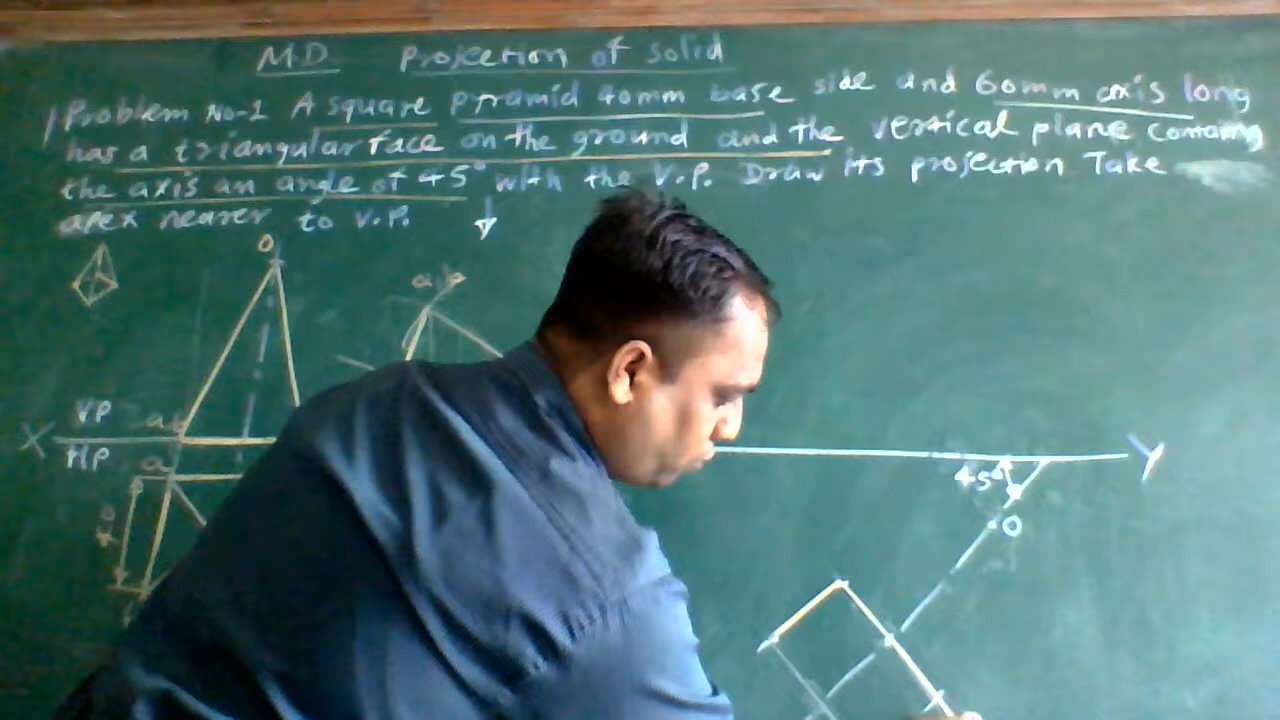 M.D Projection of solid
Problem No-1 A square pyramid 40mm base side and 60mm axis long
has a triangular face on the ground and the vertical plane
the axis an angle of 45° with the V.P. Draw its projection Take
apex nearer to V.P.
O
a' b'
VP a'
X Y
HP a
45°
O
40